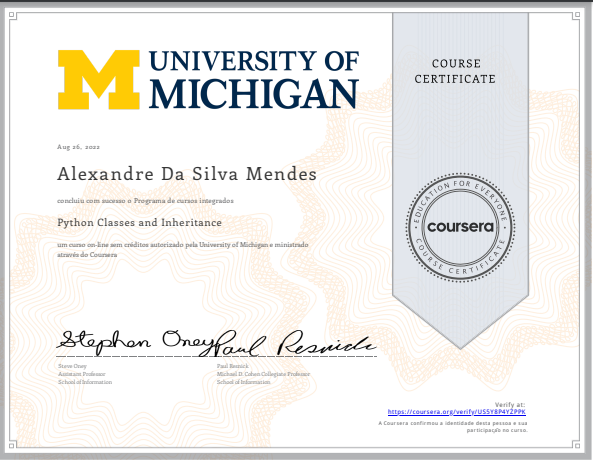 UNIVERSITY OF
MICHIGAN
COURSE
CERTIFICATE
Aug 26, 2022
Alexandre Da Silva Mendes
concluiu com sucesso o Programa de cursos integrados
Python Classes and Inheritance
um curso on-line sem créditos autorizado pela University of Michigan e ministrado
através do Coursera
EDUCATION FOR EVERYONE
coursera
COURSE CERTIFICATE
Stephen Oney
Paul Resnick
Steve Oney
Assistant Professor
School of Information
Paul Resnick
Michael D. Cohen Collegiate Professor
School of Information
Verify at:
https://coursera.org/verify/US5Y8P4YZPPK
A Coursera confirmou a identidade desta pessoa e sua
participação no curso.